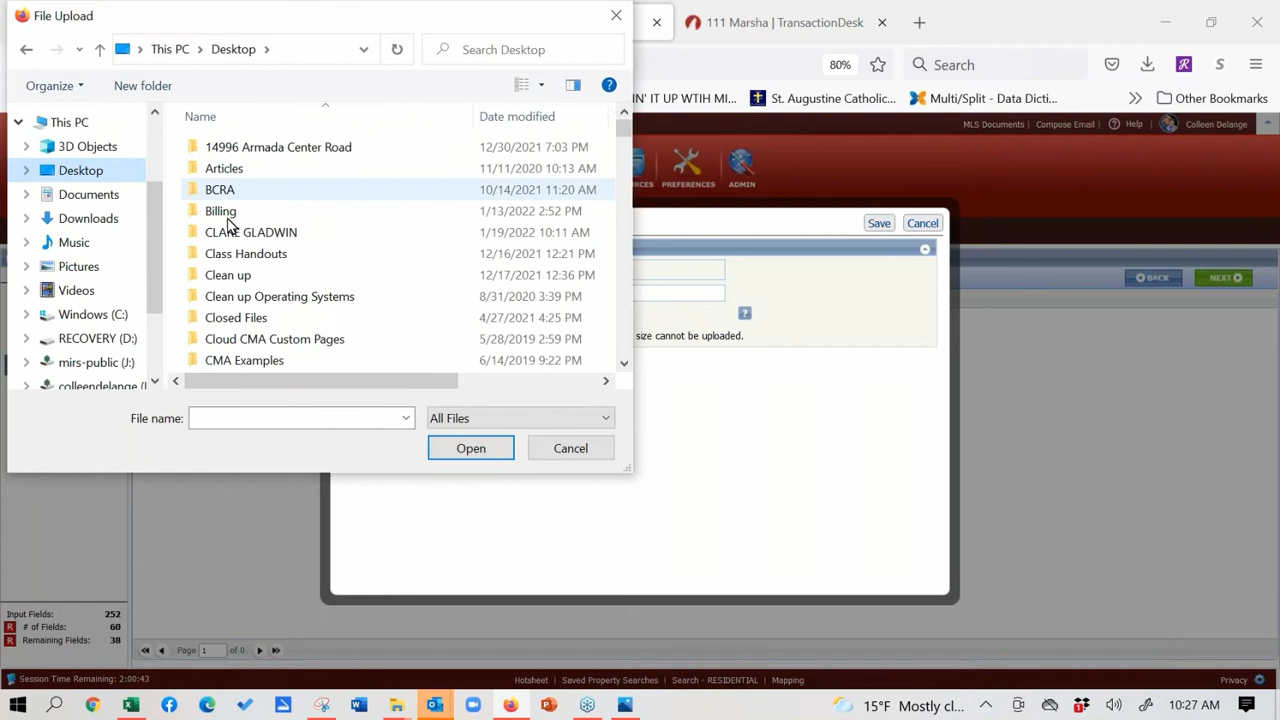 File Upload
111 Marsha | TransactionDesk
This PC
Desktop
Search Desktop
80%
Search
Organize
New folder
N' IT UP WTIH MI...
St. Augustine Catholic...
Multi/Split - Data Dicti...
Other Bookmarks
Name
Date modified
MLS Documents | Compose Email | Help | Colleen Delange
This PC
3D Objects
Desktop
Documents
Downloads
Music
Pictures
Videos
Windows (C:)
RECOVERY (D:)
mirs-public (J:)
colleendelange (
14996 Armada Center Road 12/30/2021 7:03 PM
Articles 11/11/2020 10:13 AM
BCRA 10/14/2021 11:20 AM
Billing 1/13/2022 2:52 PM
GLADWIN 1/19/2022 10:11 AM
Class Handouts 12/16/2021 12:21 PM
Clean up 12/17/2021 12:36 PM
Clean up Operating Systems 8/31/2020 3:39 PM
Closed Files 4/27/2021 4:25 PM
Cloud CMA Custom Pages 5/28/2019 2:59 PM
CMA Examples 6/14/2019 9:22 PM
File name:
All Files
Open
Cancel
PREFERENCES
ADMIN
Save
Cancel
BACK
NEXT
size cannot be uploaded.
Input Fields: 252
R # of Fields: 60
R Remaining Fields: 38
Page 1 of 0
Session Time Remaining: 2:00:43
Hotsheet | Saved Property Searches | Search - RESIDENTIAL | Mapping
Privacy
15°F Mostly cl...
10:27 AM